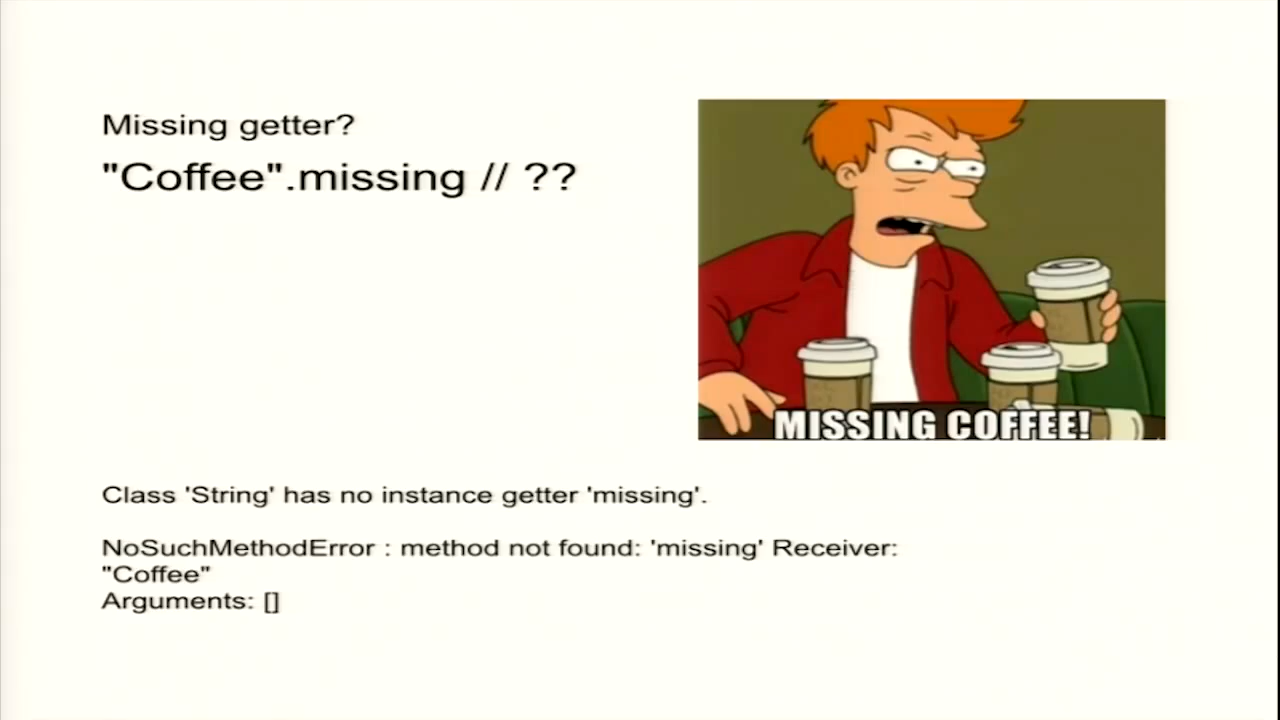 Missing getter?
"Coffee".missing // ??
MISSING COFFEE!
Class 'String' has no instance getter 'missing'.
NoSuchMethodError : method not found: 'missing' Receiver:
"Coffee"
Arguments: []